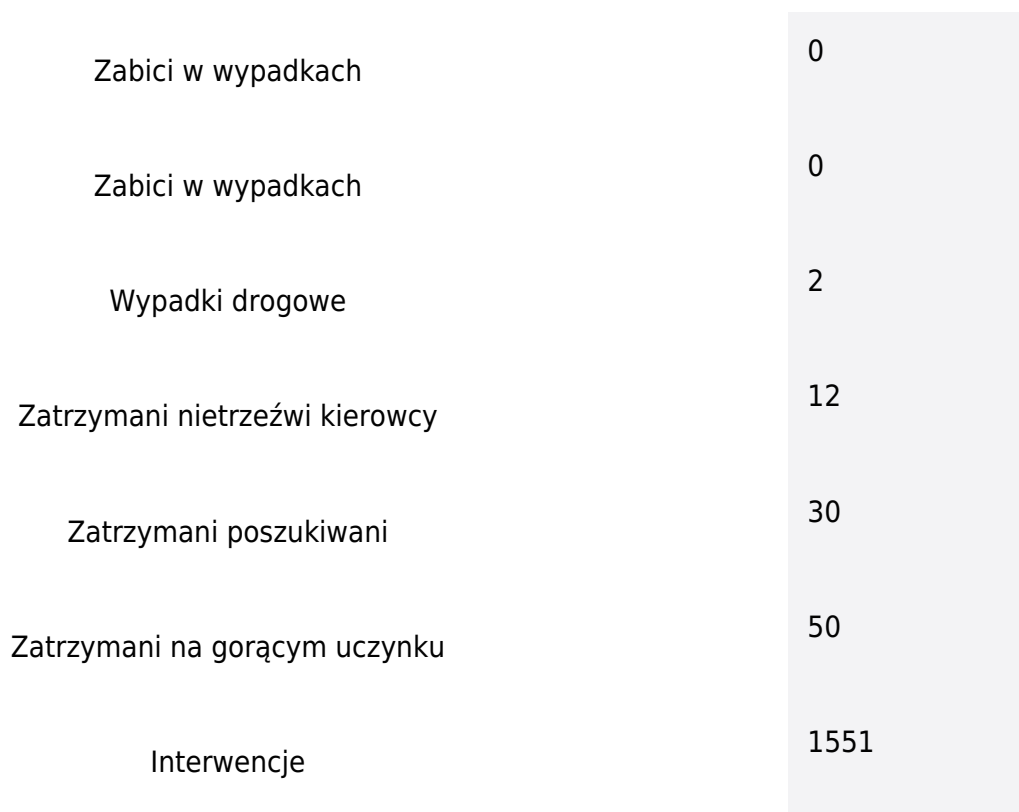 Zabici w wypadkach 0
Zabici w wypadkach 0
Wypadki drogowe 2
Zatrzymani nietrzeźwi kierowcy 12
Zatrzymani poszukiwani 30
Zatrzymani na gorącym uczynku 50
Interwencje 1551